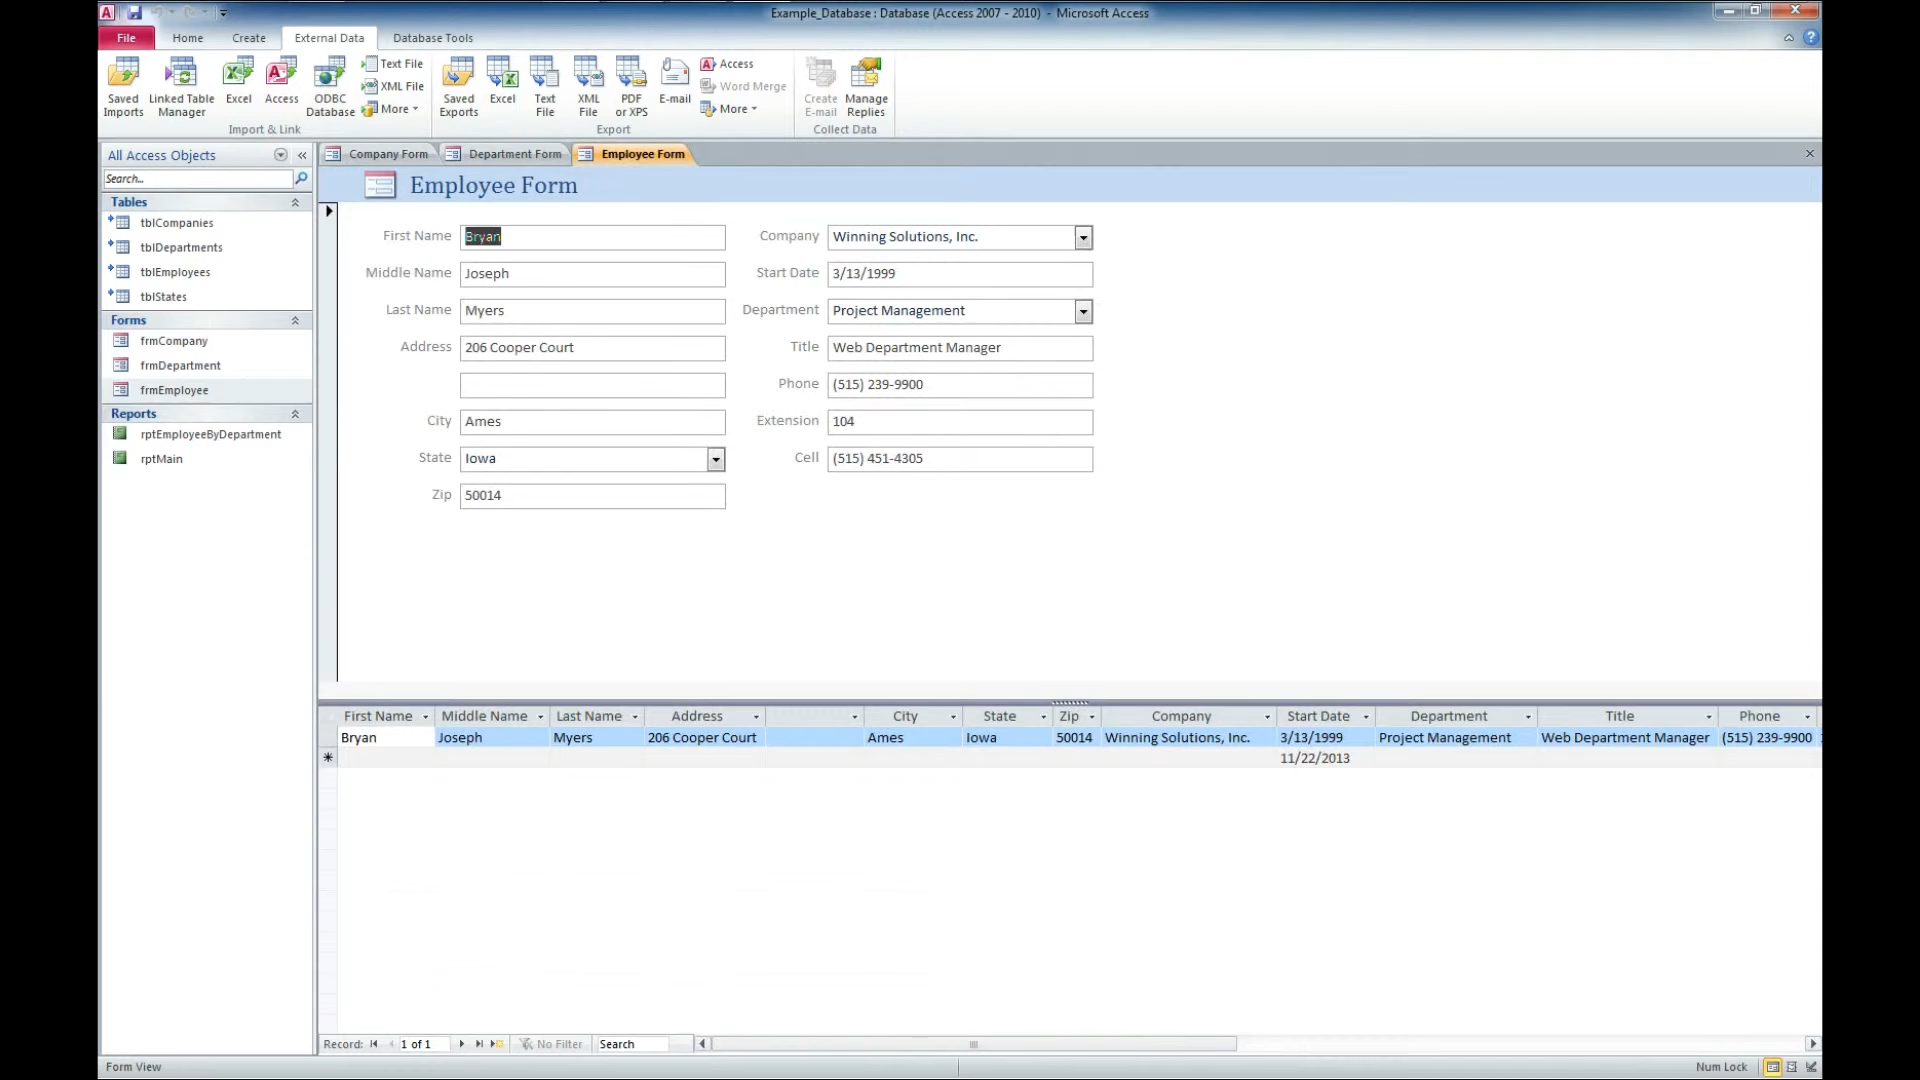 Example_Database : Database (Access 2007 - 2010) - Microsoft Access
File Home Create External Data Database Tools
Saved Imports
Linked Table Manager
Excel
Access
ODBC Database
Text File
XML File
More
Import & Link
Saved Exports
Excel
Text File
XML File
PDF or XPS
E-mail
Access
Word Merge
More
Export
Create E-mail
Manage Replies
Collect Data
All Access Objects
Search...
Tables
tblCompanies
tblDepartments
tblEmployees
tblStates
Forms
frmCompany
frmDepartment
frmEmployee
Reports
rptEmployeeByDepartment
rptMain
Company Form Department Form Employee Form
Employee Form
First Name Bryan Company Winning Solutions, Inc.
Middle Name Joseph Start Date 3/13/1999
Last Name Myers Department Project Management
Address 206 Cooper Court Title Web Department Manager
Phone (515) 239-9900
City Ames Extension 104
State Iowa Cell (515) 451-4305
Zip 50014
First Name Middle Name Last Name Address City State Zip Company Start Date Department Title Phone
Bryan Joseph Myers 206 Cooper Court Ames Iowa 50014 Winning Solutions, Inc. 3/13/1999 Project Management Web Department Manager (515) 239-9900
11/22/2013
Record: 1 of 1 No Filter Search
Form View Num Lock